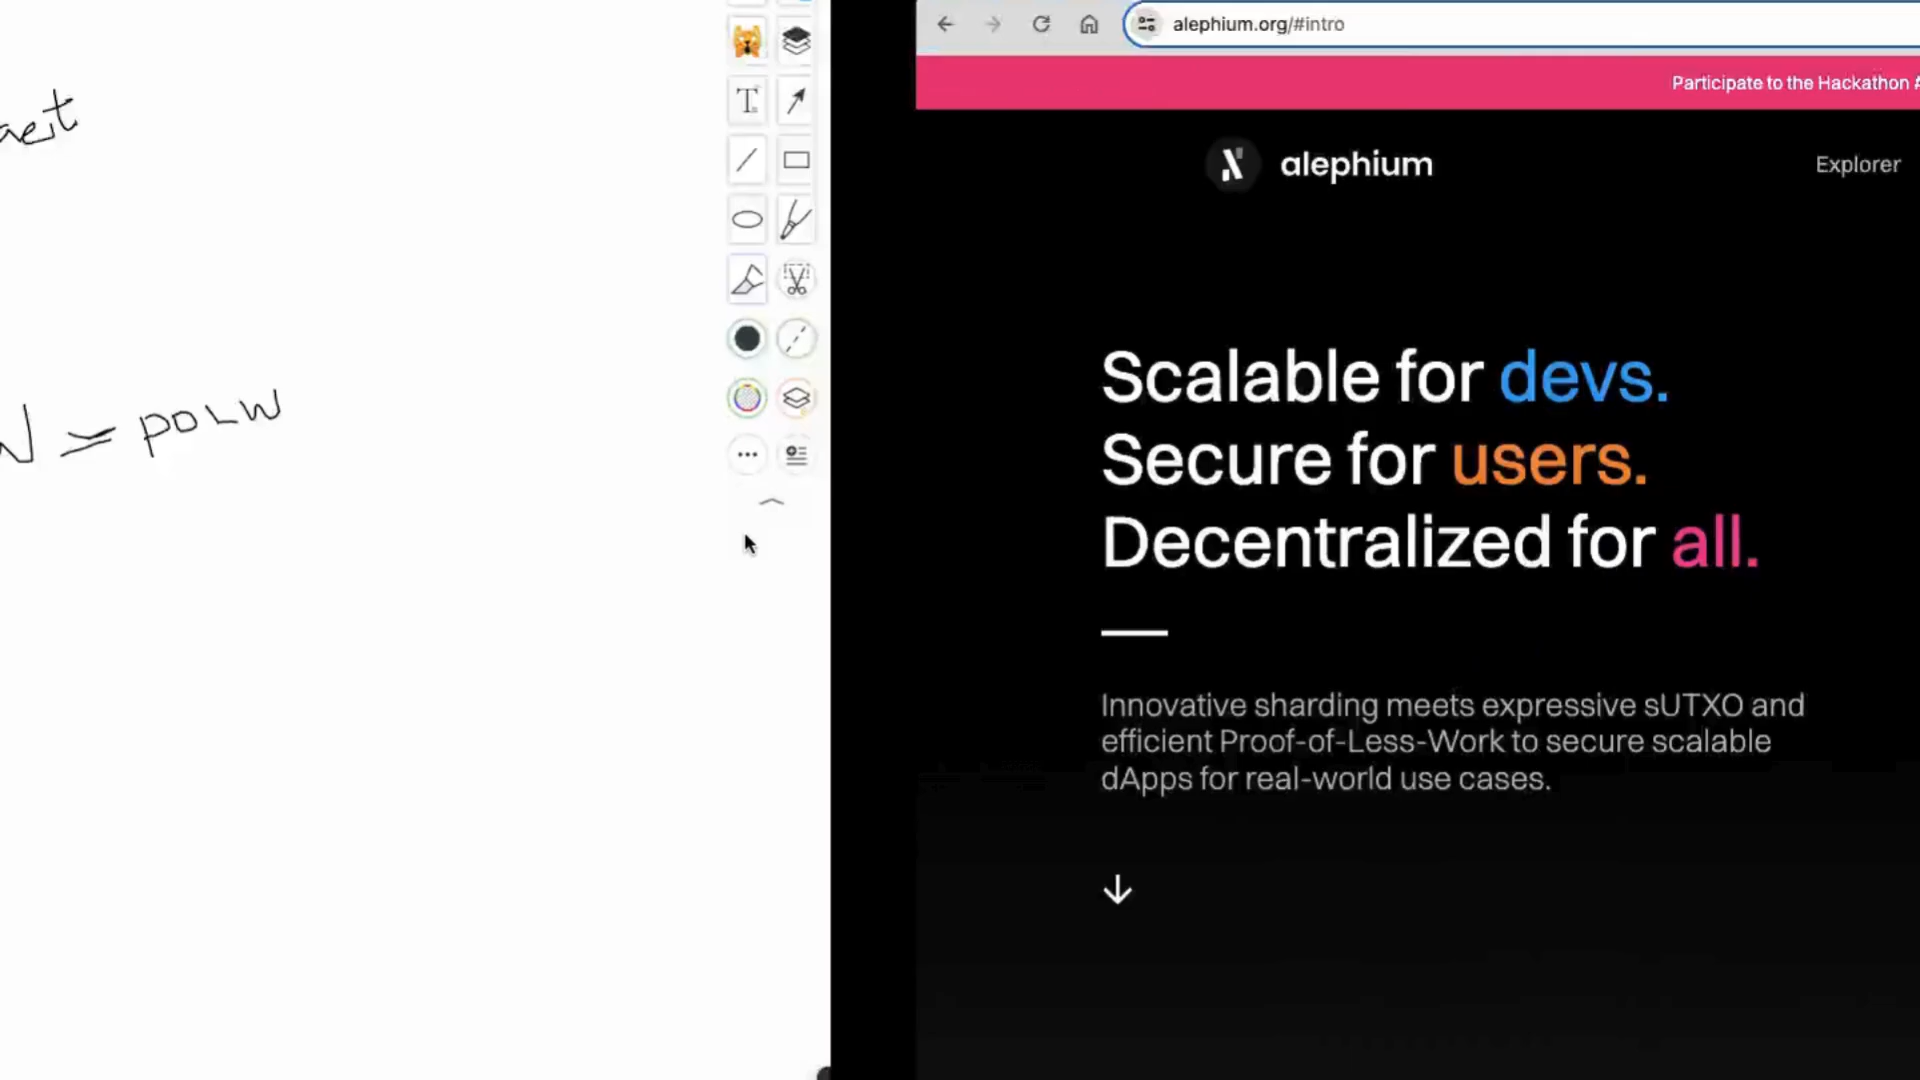 = POLW
alephium.org/#intro
Participate to the Hackathon
alephium
Explorer
Scalable for devs.
Secure for users.
Decentralized for all.
Innovative sharding meets expressive sUTXO and
efficient Proof-of-Less-Work to secure scalable
dApps for real-world use cases.